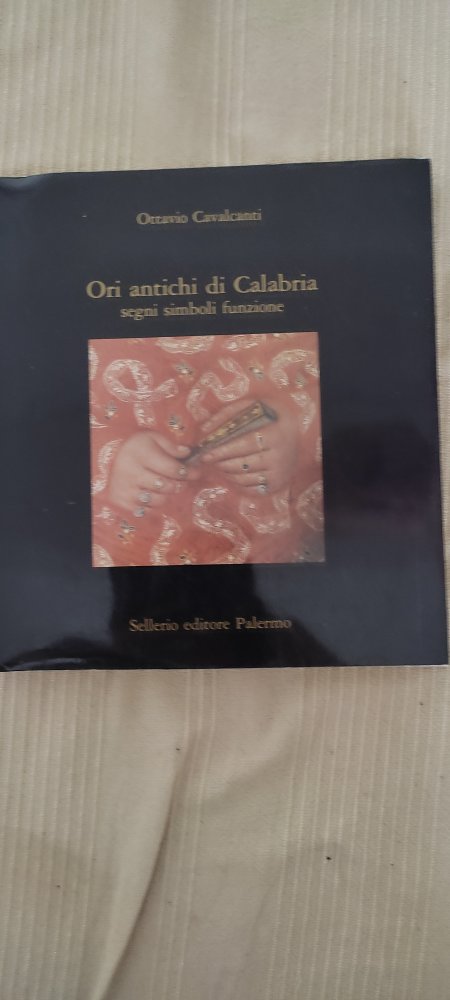 Ottavio Cavalcanti
Ori antichi di Calabria
segni simboli funzione
Sellerio editore Palermo